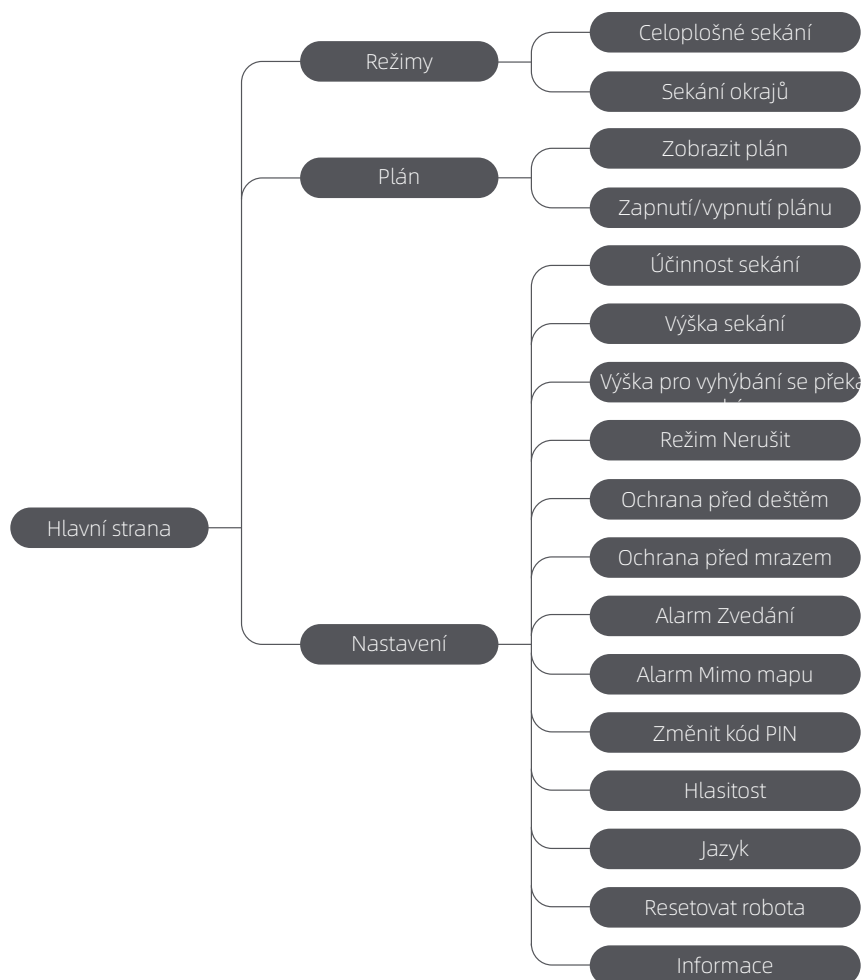 Celoplošné sekání
Režimy
Sekání okrajů
Zobrazit plán
Plán
Zapnutí/vypnutí plánu
Účinnost sekání
Výška sekání
Výška pro vyhýbání se
Režim Nerušit
Ochrana před deštěm
Hlavní strana
Ochrana před mrazem
Alarm Zvedání
Nastavení
Alarm Mimo mapu
Změnit kód PIN
Hlasitost
Jazyk
Resetovat robota
Informace